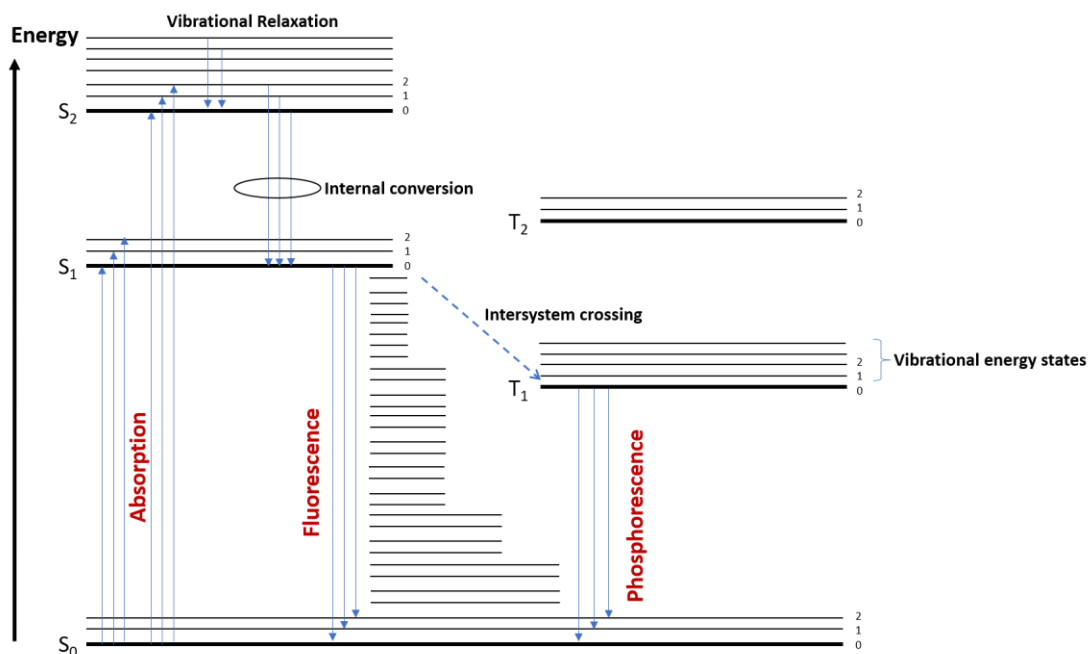 Vibrational Relaxation
Energy
2
1
0
S2
Internal conversion
2
1
0
T2
2
1
0
S1
Intersystem crossing
Vibrational energy states
2
1
0
T1
Absorption
Fluorescence
Phosphorescence
2
1
0
S0